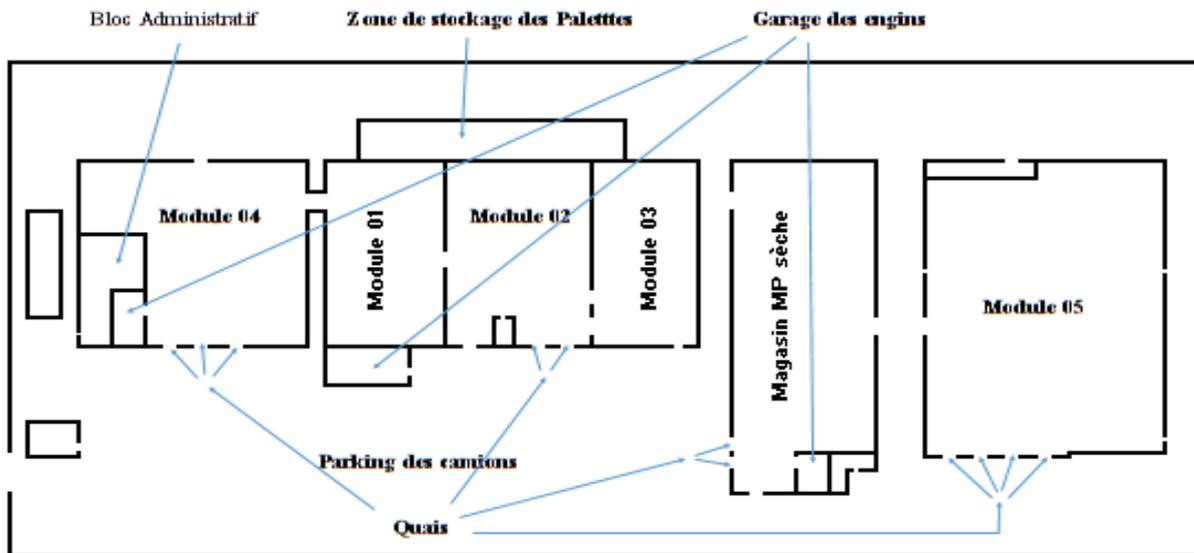 Bloc Administratif
Zone de stockage des Paletttes
Garage des engins
Module 04
Module 01
Module 02
Module 03
Magasin MP sèche
Module 05
Parking des camions
Quais